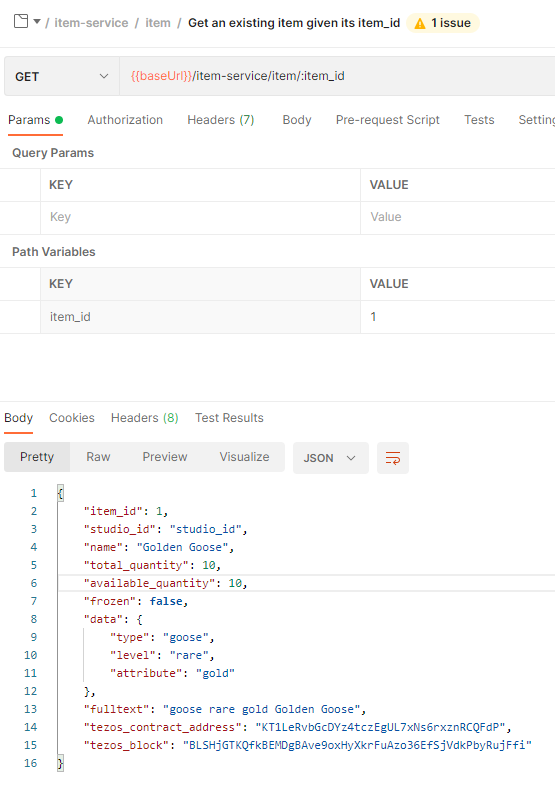 / item-service / item / Get an existing item given its item_id 1 issue
GET {{baseUrl}}/item-service/item/:item_id
Params Authorization Headers (7) Body Pre-request Script Tests Setting
Query Params
KEY VALUE
Key Value
Path Variables
KEY VALUE
item_id 1
Body Cookies Headers (8) Test Results
Pretty Raw Preview Visualize JSON
1 {
2 "item_id": 1,
3 "studio_id": "studio_id",
4 "name": "Golden Goose",
5 "total_quantity": 10,
6 "available_quantity": 10,
7 "frozen": false,
8 "data": {
9 "type": "goose",
10 "level": "rare",
11 "attribute": "gold"
12 },
13 "fulltext": "goose rare gold Golden Goose",
14 "tezos_contract_address": "KT1LeRvbGcDYz4tczEgUL7xNs6rxznRCQFdP",
15 "tezos_block": "BLSHjGTKQfkBEMDgBAve9oxHyXkrFuAzo36EfSjVdkPbyRujFfi"
16 }